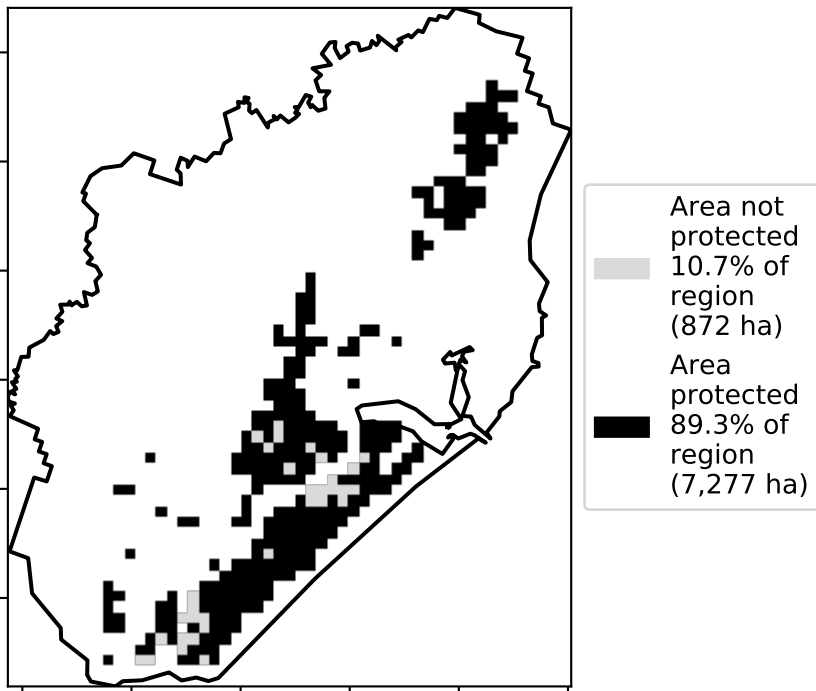 Area not
protected
10.7% of
region
(872 ha)
Area
protected
89.3% of
region
(7,277 ha)